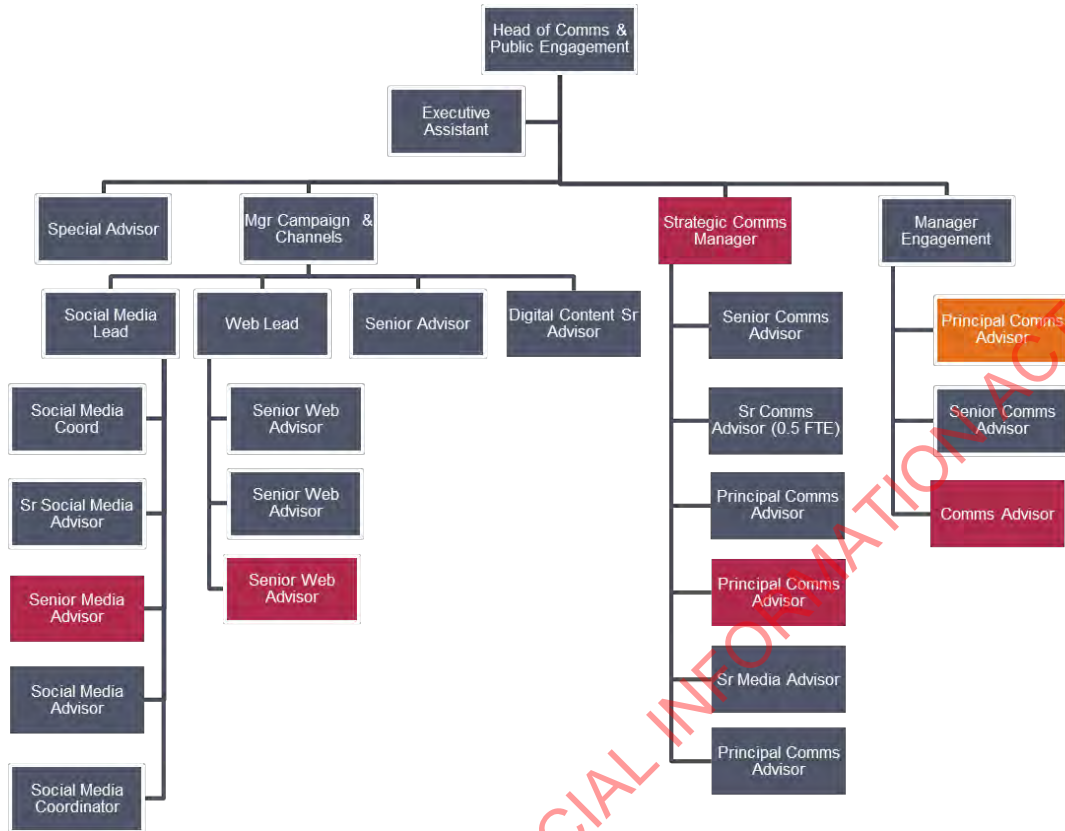 Head of Comms &
Public Engagement
Executive
Assistant
Special Advisor
Mgr Campaign &
Channels
Strategic Comms
Manager
Manager
Engagement
Social Media
Lead
Web Lead
Senior Advisor
Digital Content Sr
Advisor
Social Media
Coord
Sr Social Media
Advisor
Senior Media
Advisor
Social Media
Advisor
Social Media
Coordinator
Senior Web
Advisor
Senior Web
Advisor
Senior Web
Advisor
Senior Comms
Advisor
Sr Comms
Advisor (0.5 FTE)
Principal Comms
Advisor
Principal Comms
Advisor
Sr Media Advisor
Principal Comms
Advisor
Principal Comms
Advisor
Senior Comms
Advisor
Comms Advisor
CIAL INFORMATION ACT